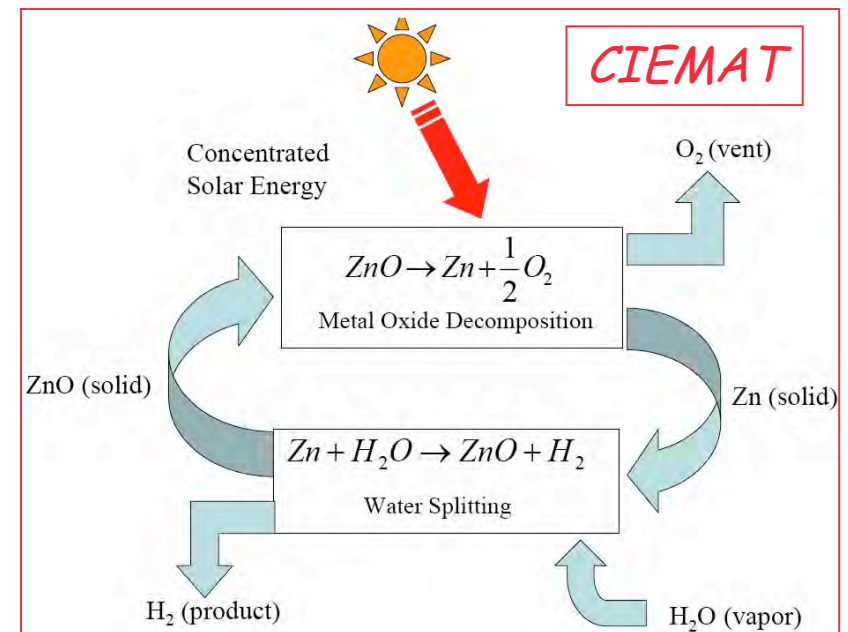 CIEMAT
Concentrated
Solar Energy
O₂ (vent)
ZnO → Zn + 1/2 O₂
Metal Oxide Decomposition
ZnO (solid)
Zn (solid)
Zn + H₂O → ZnO + H₂
Water Splitting
H₂ (product)
H₂O (vapor)